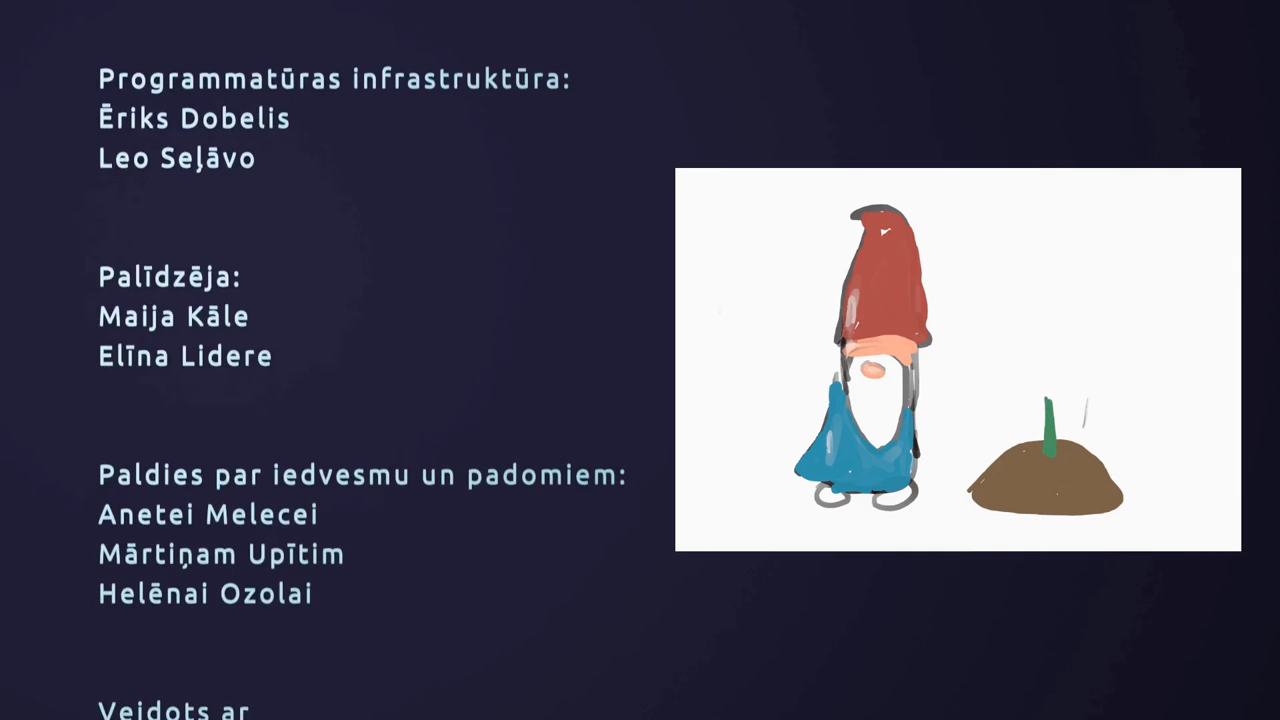 Programmatūras infrastruktūra:
Ēriks Dobelis
Leo Seļāvo
Palīdzēja:
Maija Kāle
Elīna Lidere
Paldies par iedvesmu un padomiem:
Anetei Melecei
Mārtiņam Upītim
Helēnai Ozolai
Veidots ar